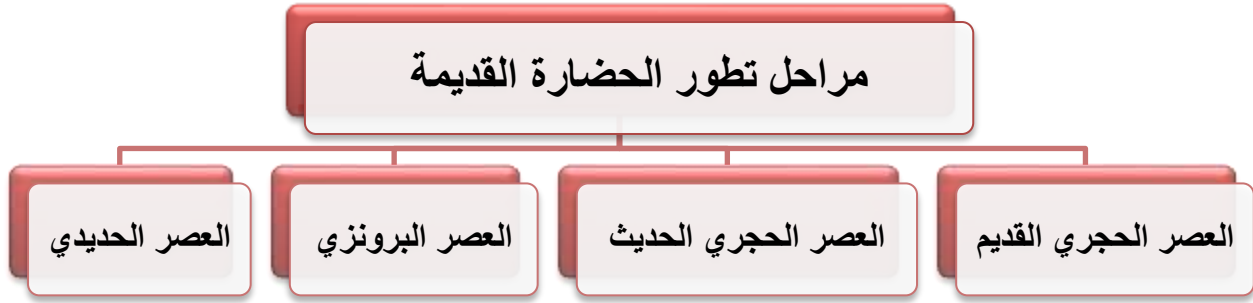 مراحل تطور الحضارة القديمة
العصر الحجري القديم
العصر الحجري الحديث
العصر البرونزي
العصر الحديدي